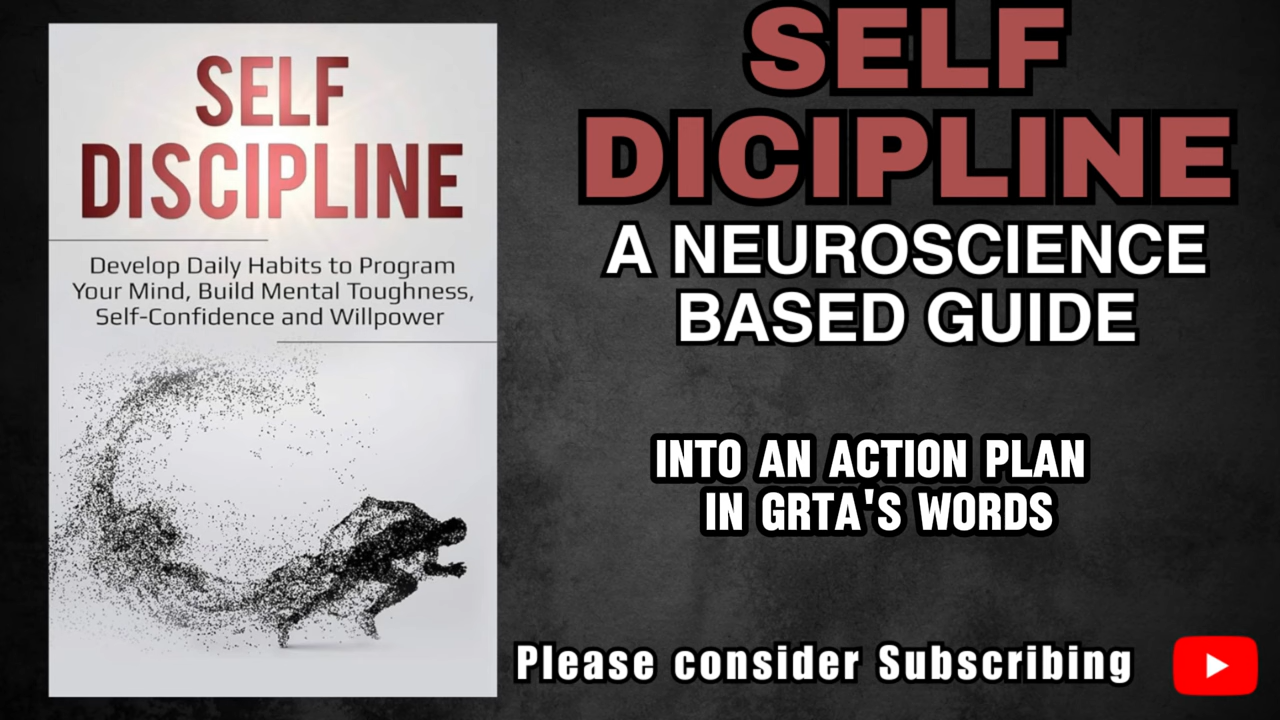 SELF
DISCIPLINE
Develop Daily Habits to Program
Your Mind, Build Mental Toughness,
Self-Confidence and Willpower
SELF
DICIPLINE
A NEUROSCIENCE
BASED GUIDE
INTO AN ACTION PLAN
IN GRTA'S WORDS
Please consider Subscribing